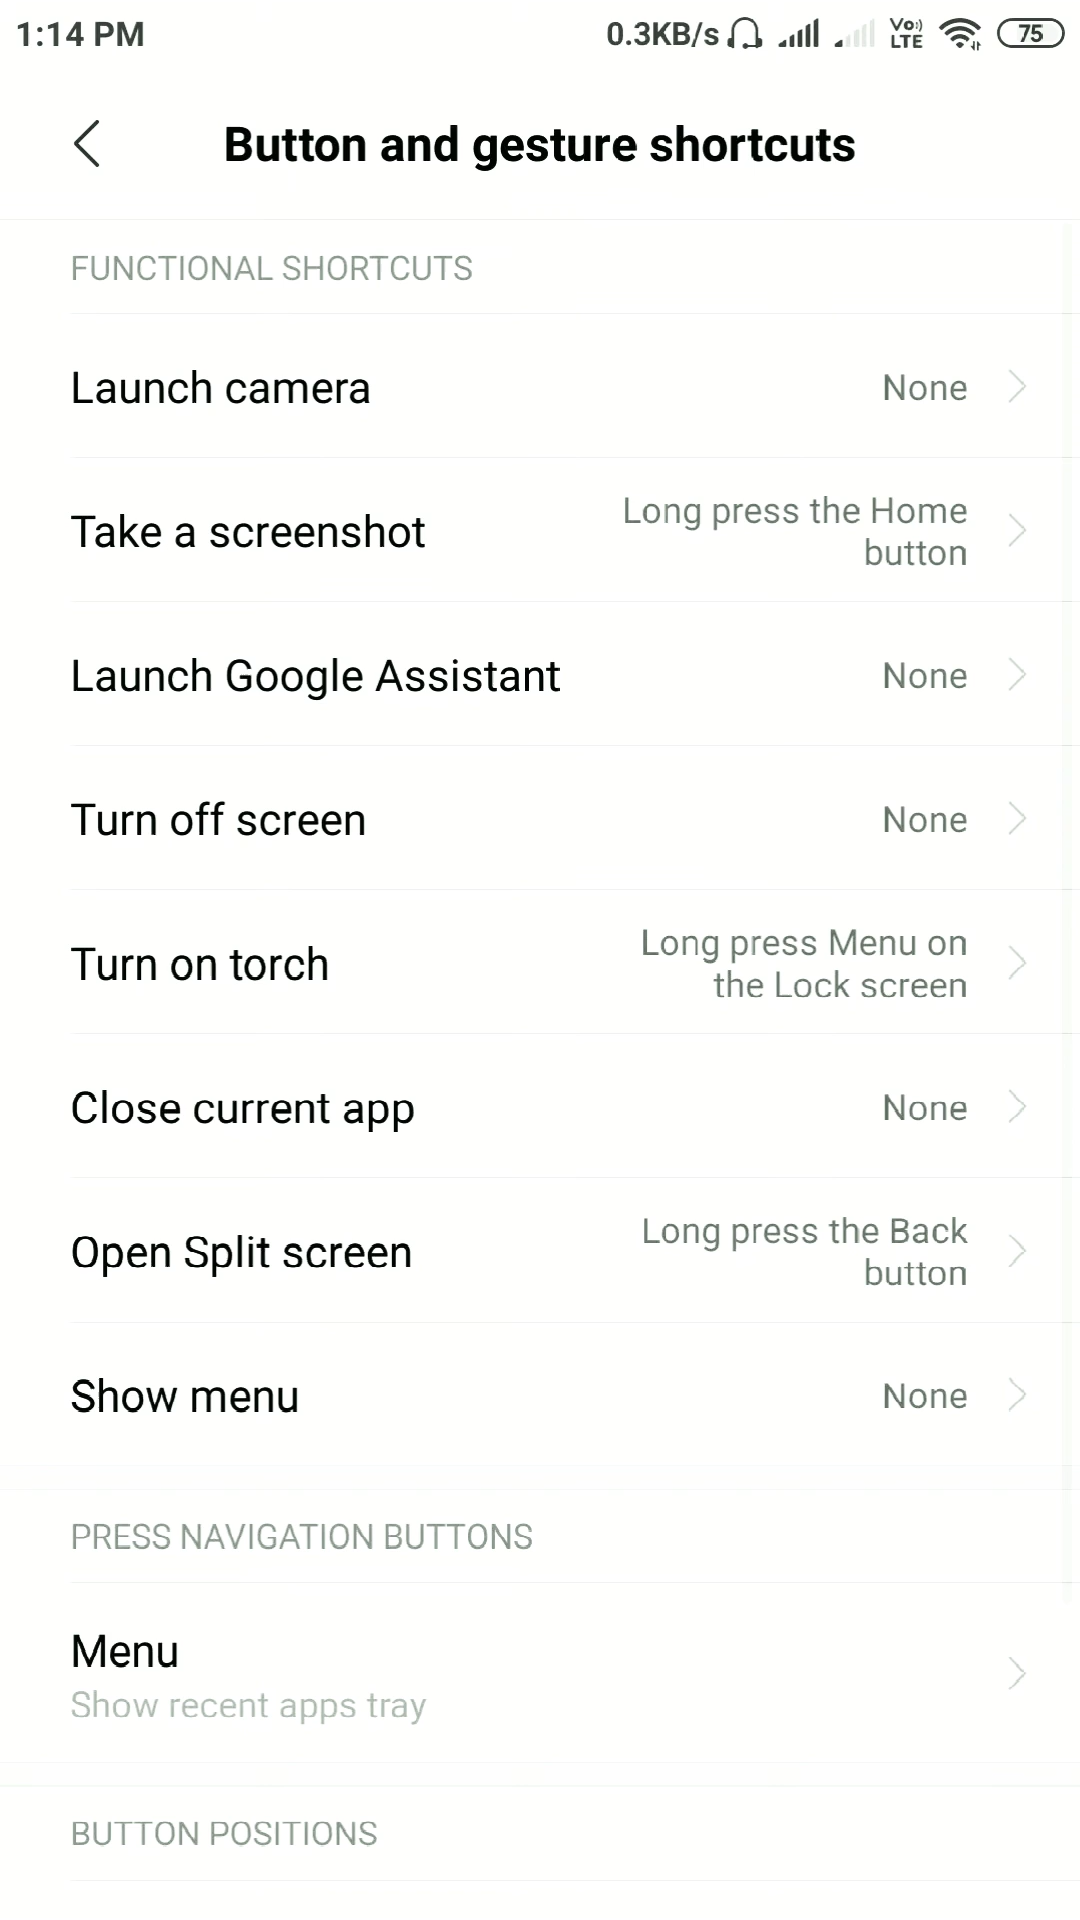 1:14 PM
0.3KB/s
Vo))
LTE
75
Button and gesture shortcuts
FUNCTIONAL SHORTCUTS
Launch camera
None
Take a screenshot
Long press the Home
button
Launch Google Assistant
None
Turn off screen
None
Turn on torch
Long press Menu on
the Lock screen
Close current app
None
Open Split screen
Long press the Back
button
Show menu
None
PRESS NAVIGATION BUTTONS
Menu
Show recent apps tray
BUTTON POSITIONS